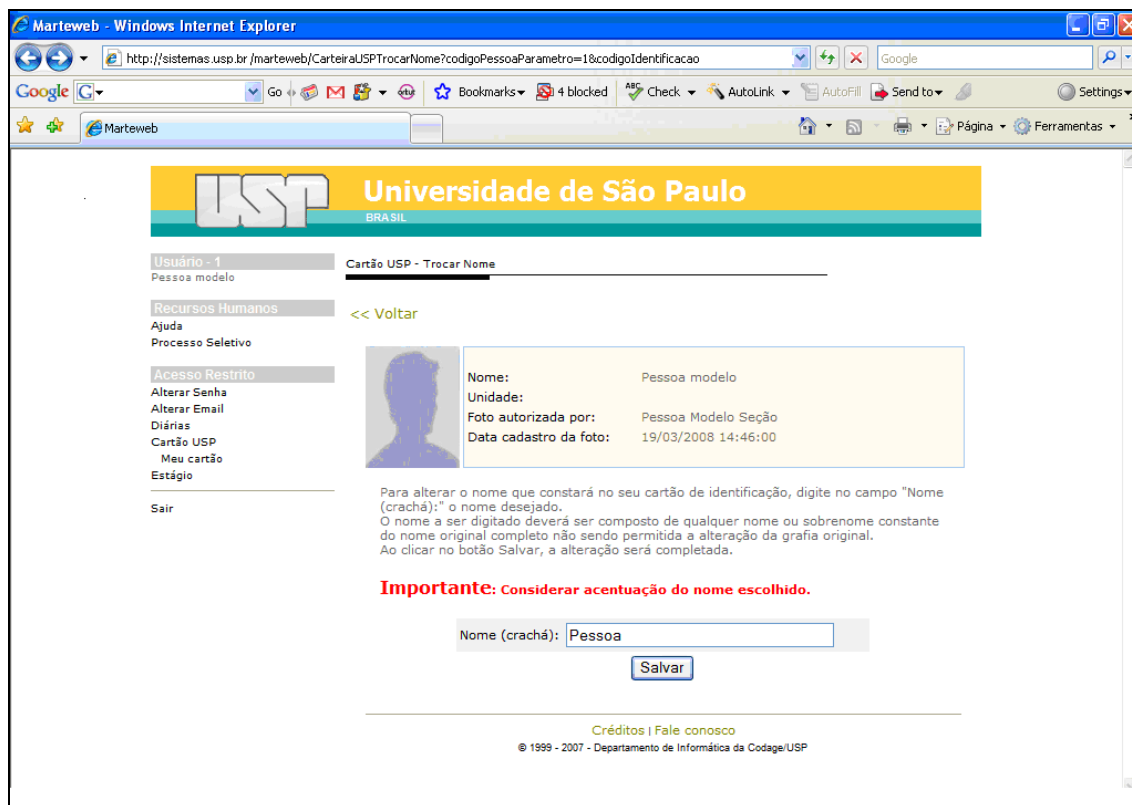 Marteweb - Windows Internet Explorer
http://sistemas.usp.br/marteweb/CarteiraUSPTrocarNome?codigoPessoaParametro=1&codigoIdentificacao
Google
Google G Go Bookmarks 4 blocked ABC Check AutoLink AutoFill Send to Settings
Marteweb Página Ferramentas
USP Universidade de São Paulo
BRASIL
Usuário - 1
Pessoa modelo
Recursos Humanos
Ajuda
Processo Seletivo
Acesso Restrito
Alterar Senha
Alterar Email
Diárias
Cartão USP
Meu cartão
Estágio
Sair
Cartão USP - Trocar Nome
<< Voltar
Nome: Pessoa modelo
Unidade:
Foto autorizada por: Pessoa Modelo Seção
Data cadastro da foto: 19/03/2008 14:46:00
Para alterar o nome que constará no seu cartão de identificação, digite no campo "Nome
(crachá):" o nome desejado.
O nome a ser digitado deverá ser composto de qualquer nome ou sobrenome constante
do nome original completo não sendo permitida a alteração da grafia original.
Ao clicar no botão Salvar, a alteração será completada.
Importante: Considerar acentuação do nome escolhido.
Nome (crachá): Pessoa
Salvar
Créditos | Fale conosco
© 1999 - 2007 - Departamento de Informática da Codage/USP